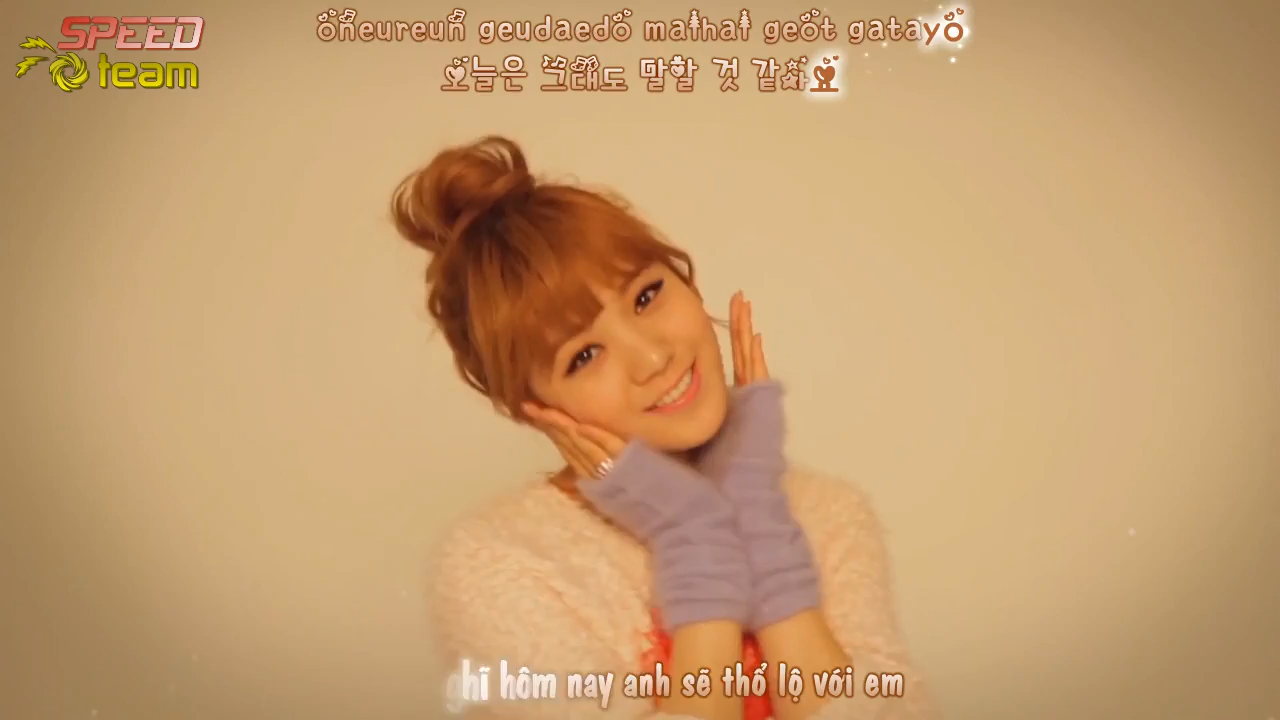 SPEED
team
oneureun geudaedo malhal geot gatayo
오늘은 그대도 말할 것 같아요
ghĩ hôm nay anh sẽ thổ lộ với em